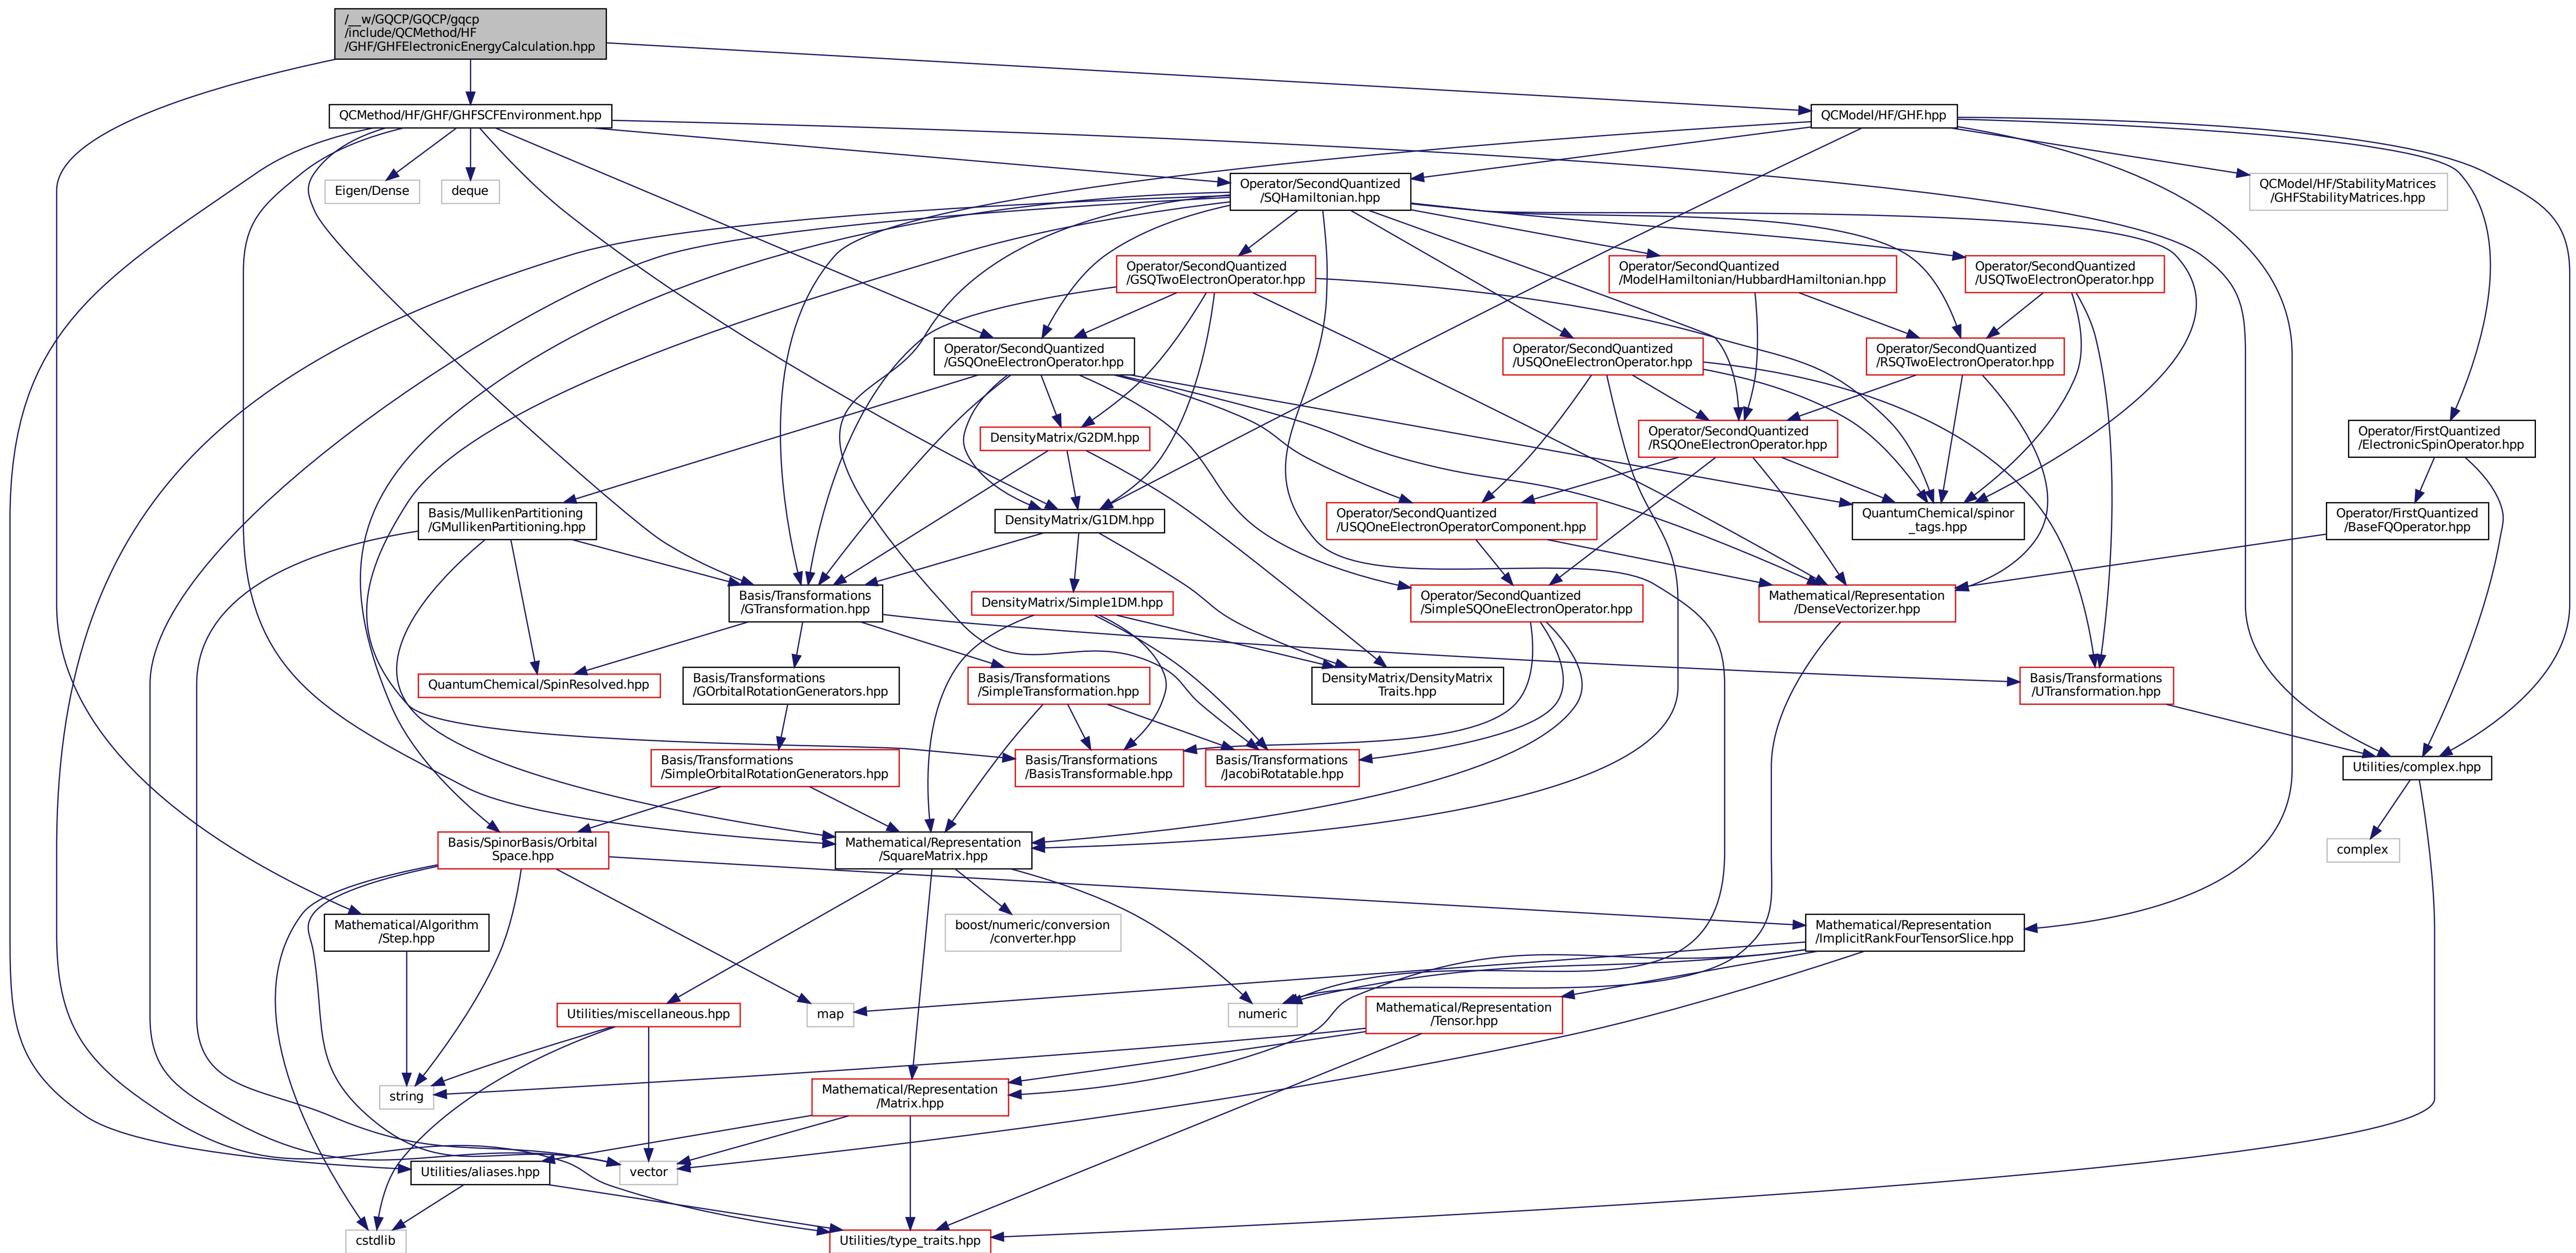 /__w/GQCP/GQCP/gqcp
/include/QCMethod/HF
/GHF/GHFElectronicEnergyCalculation.hpp
QCMethod/HF/GHF/GHFSCFEnvironment.hpp
QCModel/HF/GHF.hpp
Eigen/Dense
deque
Operator/SecondQuantized
/SQHamiltonian.hpp
QCModel/HF/StabilityMatrices
/GHFStabilityMatrices.hpp
Operator/SecondQuantized
/GSQTwoElectronOperator.hpp
Operator/SecondQuantized
/ModelHamiltonian/HubbardHamiltonian.hpp
Operator/SecondQuantized
/USQTwoElectronOperator.hpp
Operator/SecondQuantized
/GSQOneElectronOperator.hpp
Operator/SecondQuantized
/USQOneElectronOperator.hpp
Operator/SecondQuantized
/RSQTwoElectronOperator.hpp
DensityMatrix/G2DM.hpp
Operator/SecondQuantized
/RSQOneElectronOperator.hpp
Operator/FirstQuantized
/ElectronicSpinOperator.hpp
Basis/MullikenPartitioning
/GMullikenPartitioning.hpp
DensityMatrix/G1DM.hpp
Operator/SecondQuantized
/USQOneElectronOperatorComponent.hpp
QuantumChemical/spinor
_tags.hpp
Operator/FirstQuantized
/BaseFQOperator.hpp
Basis/Transformations
/GTransformation.hpp
DensityMatrix/Simple1DM.hpp
Operator/SecondQuantized
/SimpleSQOneElectronOperator.hpp
Mathematical/Representation
/DenseVectorizer.hpp
QuantumChemical/SpinResolved.hpp
Basis/Transformations
/GOrbitalRotationGenerators.hpp
Basis/Transformations
/SimpleTransformation.hpp
DensityMatrix/DensityMatrix
Traits.hpp
Basis/Transformations
/UTransformation.hpp
Basis/Transformations
/SimpleOrbitalRotationGenerators.hpp
Basis/Transformations
/BasisTransformable.hpp
Basis/Transformations
/JacobiRotatable.hpp
Utilities/complex.hpp
Basis/SpinorBasis/Orbital
Space.hpp
Mathematical/Representation
/SquareMatrix.hpp
complex
Mathematical/Algorithm
/Step.hpp
boost/numeric/conversion
/converter.hpp
Mathematical/Representation
/ImplicitRankFourTensorSlice.hpp
Utilities/miscellaneous.hpp
map
numeric
Mathematical/Representation
/Tensor.hpp
string
Mathematical/Representation
/Matrix.hpp
Utilities/aliases.hpp
vector
cstdlib
Utilities/type_traits.hpp